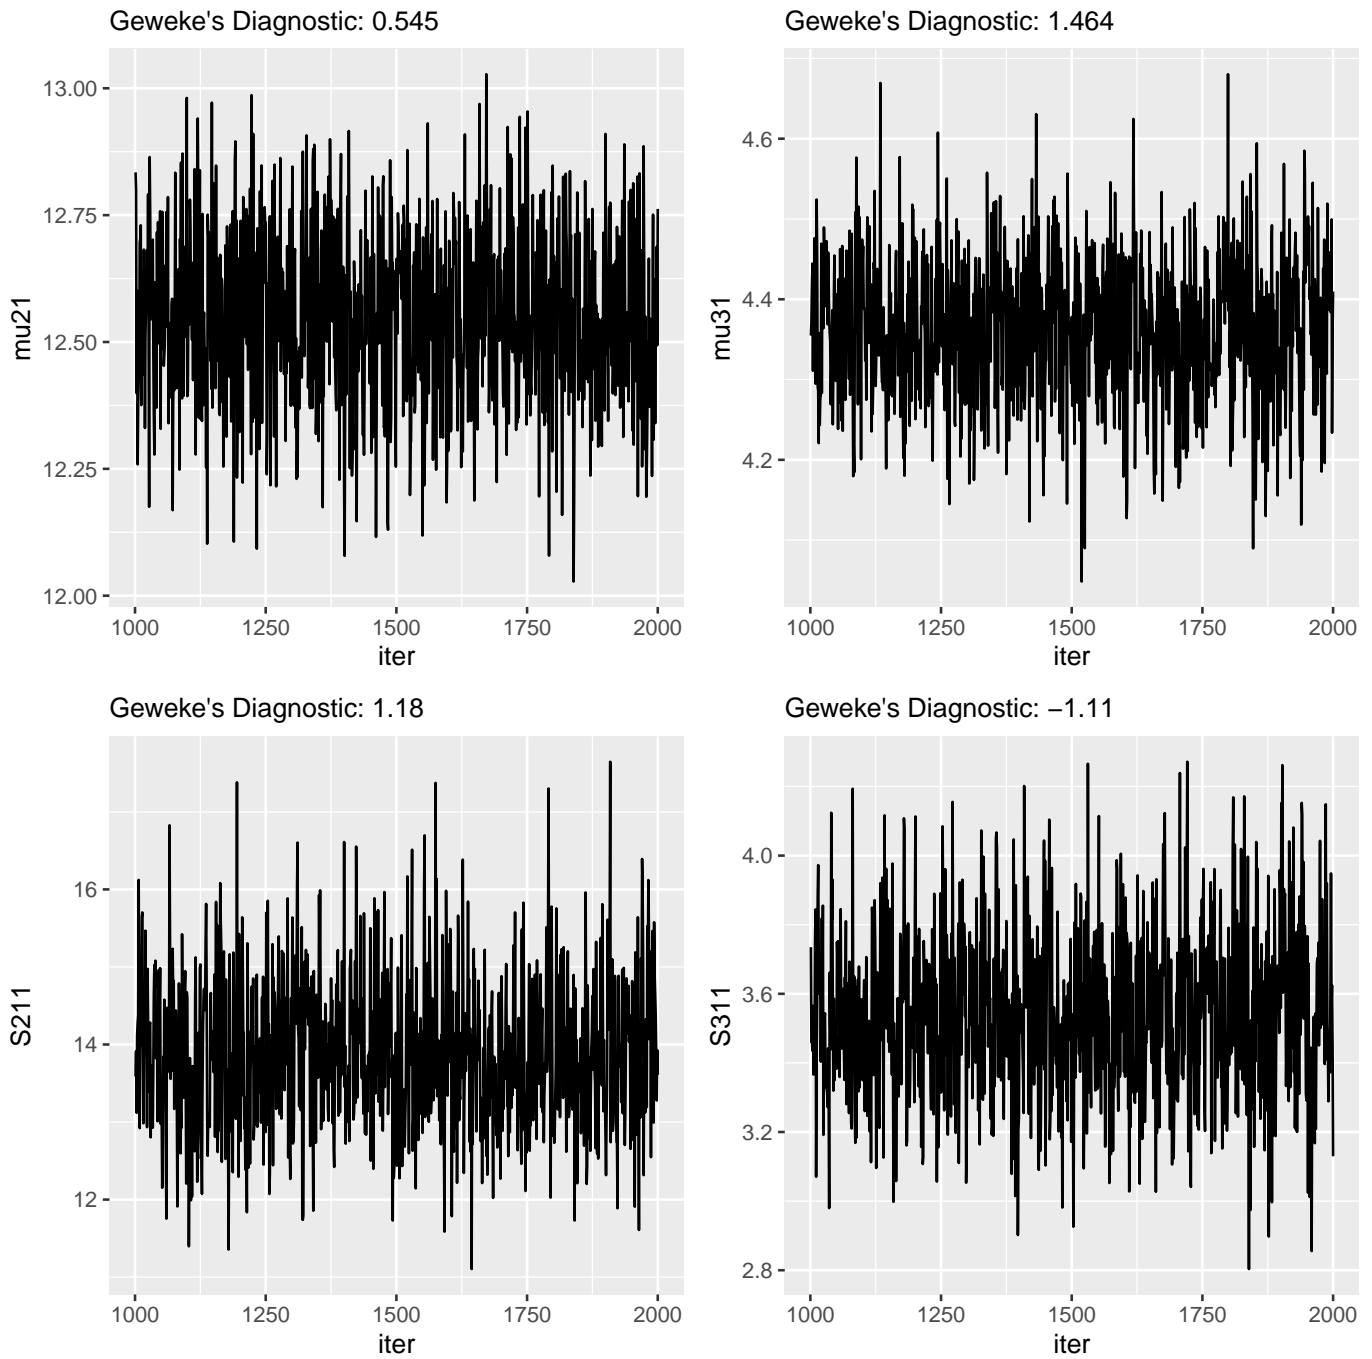 Geweke's Diagnostic: 0.545
mu21
13.00
12.75
12.50
12.25
12.00
1000 1250 1500 1750 2000
iter
Geweke's Diagnostic: 1.464
mu31
4.6
4.4
4.2
1000 1250 1500 1750 2000
iter
Geweke's Diagnostic: 1.18
S211
16
14
12
1000 1250 1500 1750 2000
iter
Geweke's Diagnostic: −1.11
S311
4.0
3.6
3.2
2.8
1000 1250 1500 1750 2000
iter